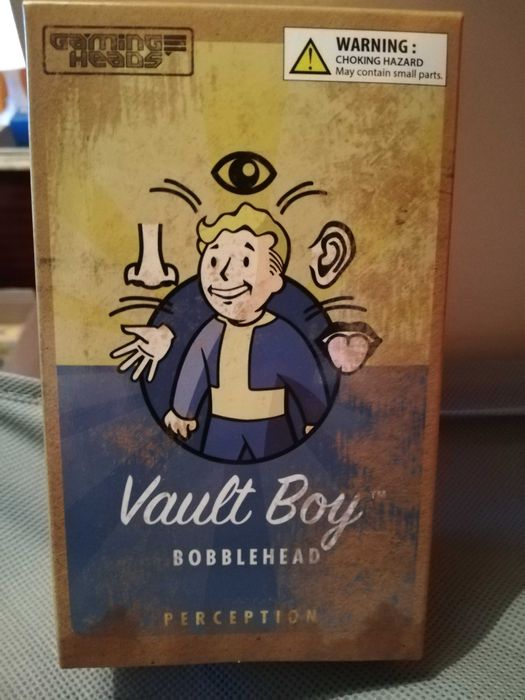 GAMING
HEADS
WARNING :
CHOKING HAZARD
May contain small parts.
Vault Boy™
BOBBLEHEAD
PERCEPTION